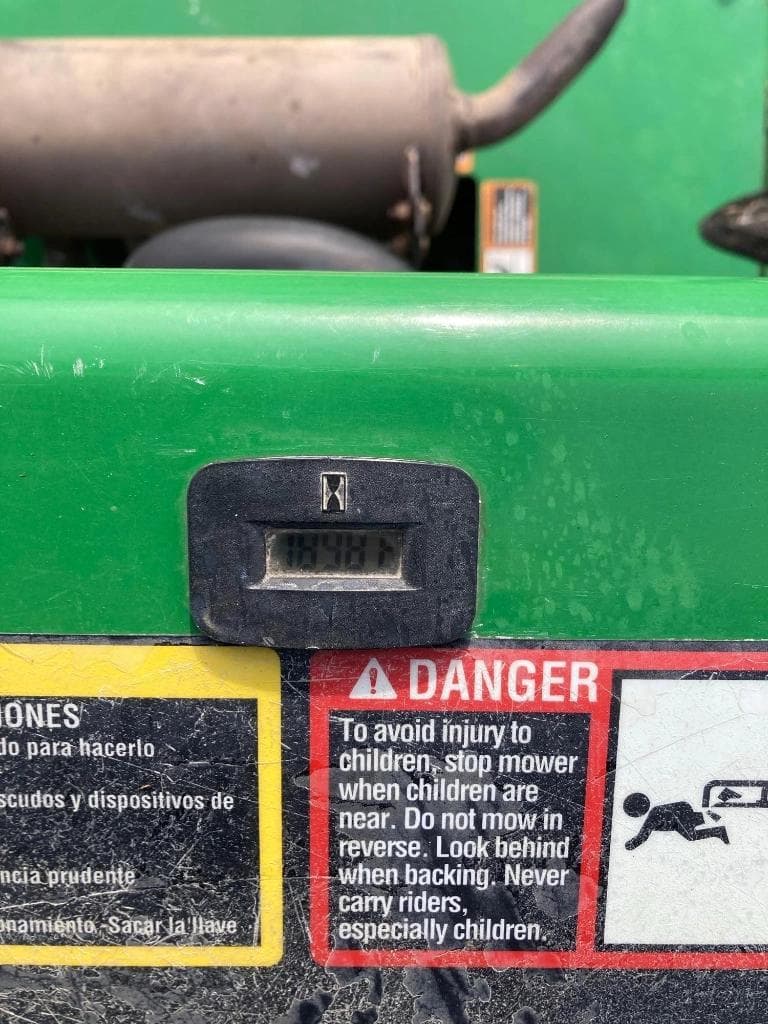 IONES
do para hacerlo
scudos y dispositivos de
ncia prudente
onamiento -Sacar la llave
DANGER
To avoid injury to
children, stop mower
when children are
near. Do not mow in
reverse. Look behind
when backing. Never
carry riders,
especially children.